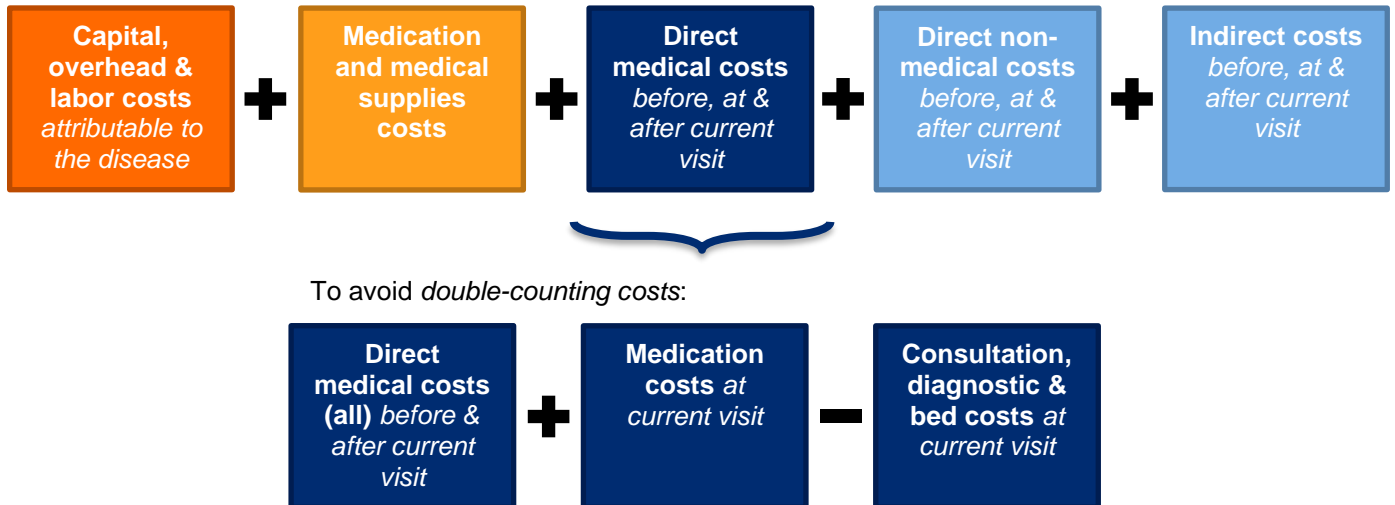 Capital,
overhead &
labor costs
attributable to
the disease
Medication
and medical
supplies
costs
Direct
medical costs
before, at &
after current
visit
Direct non-
medical costs
before, at &
after current
visit
Indirect costs
before, at &
after current
visit
To avoid double-counting costs:
Direct
medical costs
(all) before &
after current
visit
Medication
costs at
current visit
Consultation,
diagnostic &
bed costs at
current visit